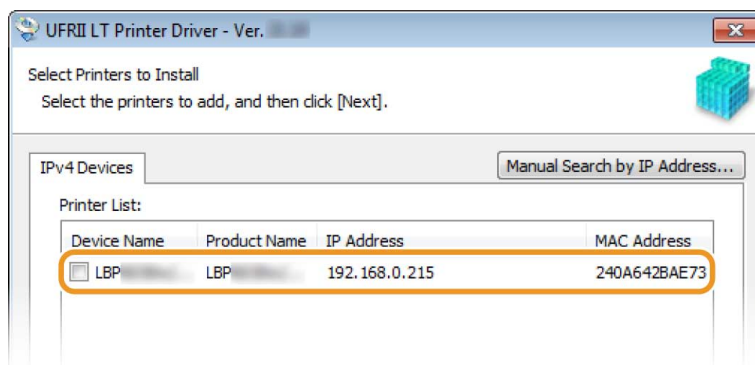 UFRII LT Printer Driver - Ver.
Select Printers to Install
Select the printers to add, and then click [Next].
IPv4 Devices
Manual Search by IP Address...
Printer List:
Device Name Product Name IP Address MAC Address
LBP LBP 192.168.0.215 240A642BAE73